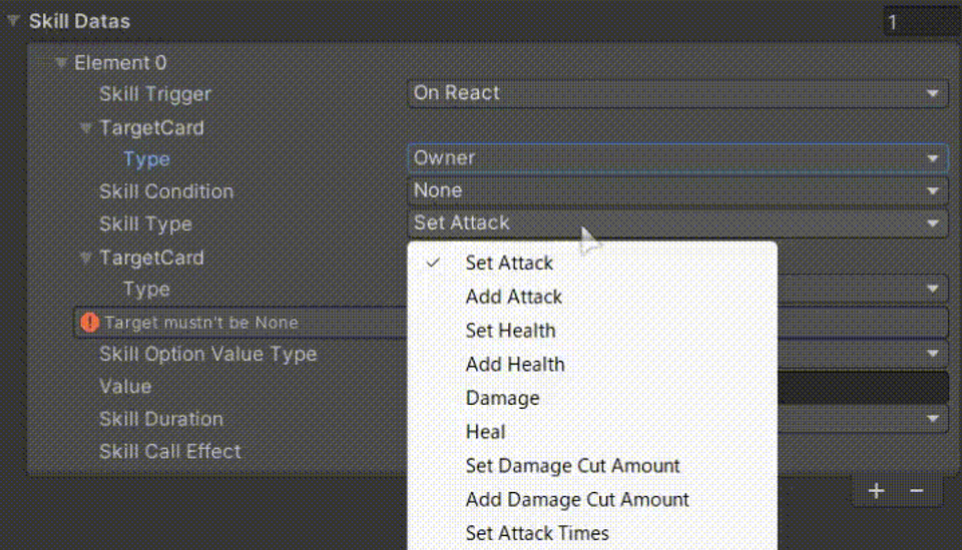 Skill Datas 1
Element 0
Skill Trigger On React
TargetCard
Type Owner
Skill Condition None
Skill Type Set Attack
TargetCard
Type
Target mustn't be None
Skill Option Value Type
Value
Skill Duration
Skill Call Effect
Set Attack
Add Attack
Set Health
Add Health
Damage
Heal
Set Damage Cut Amount
Add Damage Cut Amount
Set Attack Times